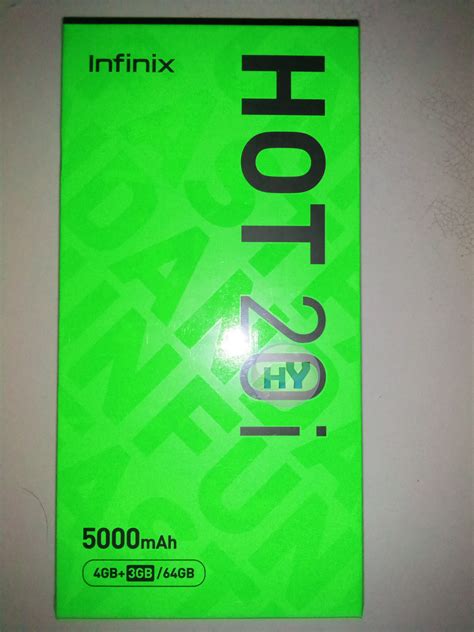 Infinix
HOT 20i
HY
5000mAh
4GB+3GB/64GB